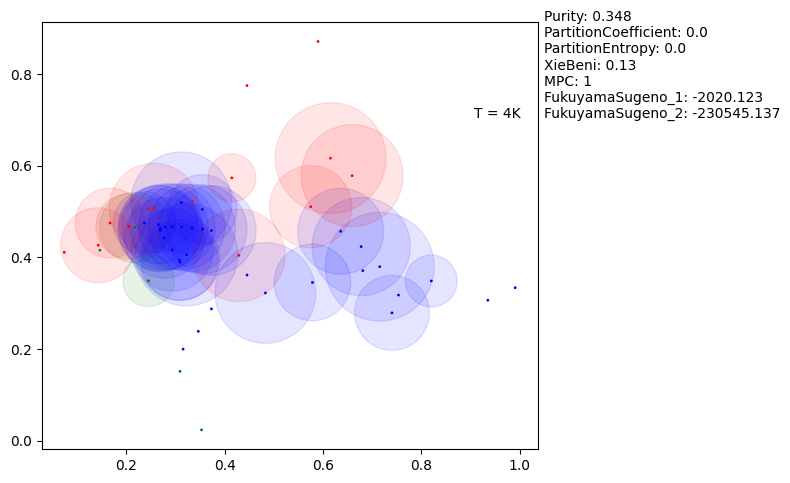 Purity: 0.348
PartitionCoefficient: 0.0
PartitionEntropy: 0.0
XieBeni: 0.13
MPC: 1
FukuyamaSugeno_1: -2020.123
FukuyamaSugeno_2: -230545.137
T = 4K
0.8
0.6
0.4
0.2
0.0
0.2 0.4 0.6 0.8 1.0